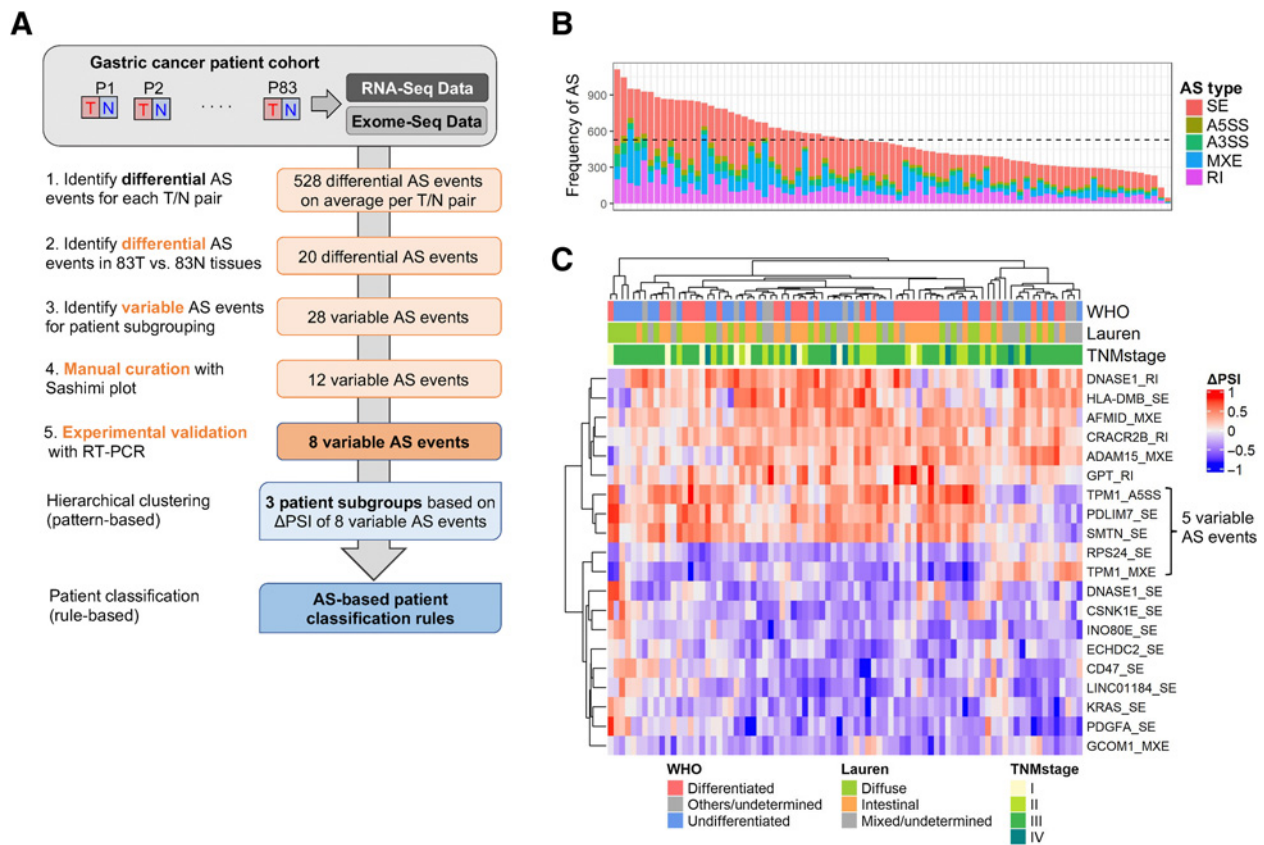 A
Gastric cancer patient cohort
P1 P2 P83
T N T N . . . . T N
RNA-Seq Data
Exome-Seq Data
1. Identify differential AS
events for each T/N pair
528 differential AS events
on average per T/N pair
2. Identify differential AS
events in 83T vs. 83N tissues
20 differential AS events
3. Identify variable AS events
for patient subgrouping
28 variable AS events
4. Manual curation with
Sashimi plot
12 variable AS events
5. Experimental validation
with RT-PCR
8 variable AS events
Hierarchical clustering
(pattern-based)
3 patient subgroups based on
ΔPSI of 8 variable AS events
Patient classification
(rule-based)
AS-based patient
classification rules
B
Frequency of AS
900
600
300
0
AS type
SE
A5SS
A3SS
MXE
RI
C
WHO
Lauren
TNMstage
DNASE1_RI
HLA-DMB_SE
AFMID_MXE
CRACR2B_RI
ADAM15_MXE
GPT_RI
TPM1_A5SS
PDLIM7_SE
SMTN_SE
RPS24_SE
TPM1_MXE
DNASE1_SE
CSNK1E_SE
INO80E_SE
ECHDC2_SE
CD47_SE
LINC01184_SE
KRAS_SE
PDGFA_SE
GCOM1_MXE
5 variable
AS events
ΔPSI
1
0.5
0
−0.5
−1
WHO
Differentiated
Others/undetermined
Undifferentiated
Lauren
Diffuse
Intestinal
Mixed/undetermined
TNMstage
I
II
III
IV